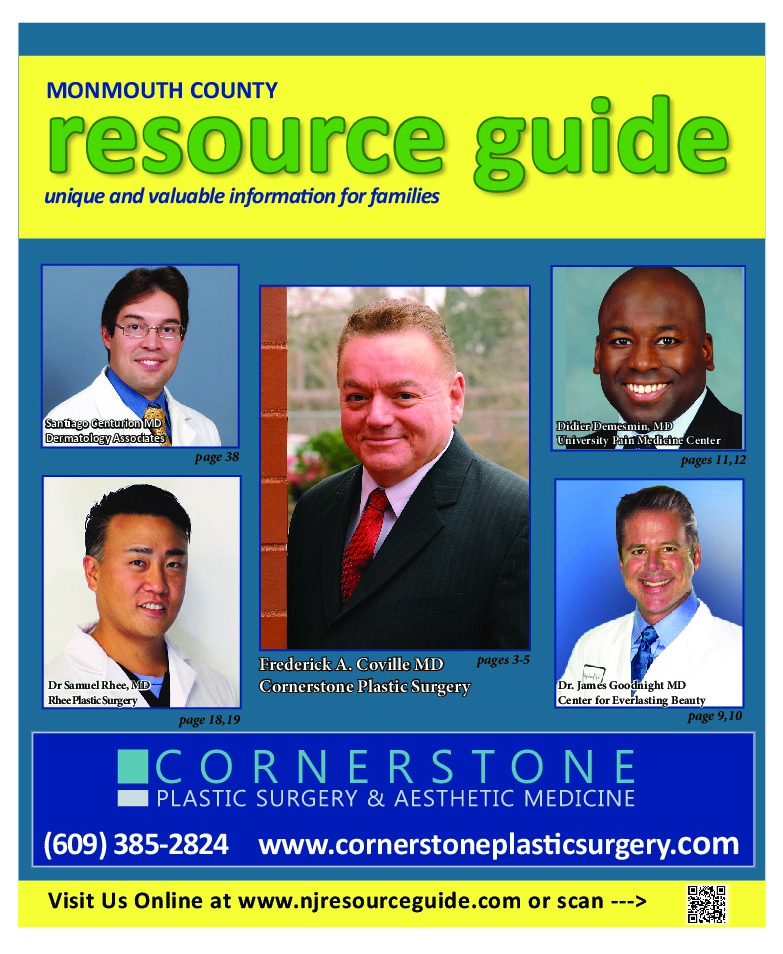 MONMOUTH COUNTY
resource guide
unique and valuable information for families
Santiago Centurion MD
Dermatology Associates
page 38
Didier Demesmin, MD
University Pain Medicine Center
pages 11,12
Dr Samuel Rhee, MD
Rhee Plastic Surgery
page 18,19
Frederick A. Coville MD
Cornerstone Plastic Surgery
pages 3-5
Dr. James Goodnight MD
Center for Everlasting Beauty
page 9,10
CORNERSTONE
PLASTIC SURGERY & AESTHETIC MEDICINE
(609) 385-2824 www.cornerstoneplasticsurgery.com
Visit Us Online at www.njresourceguide.com or scan --->